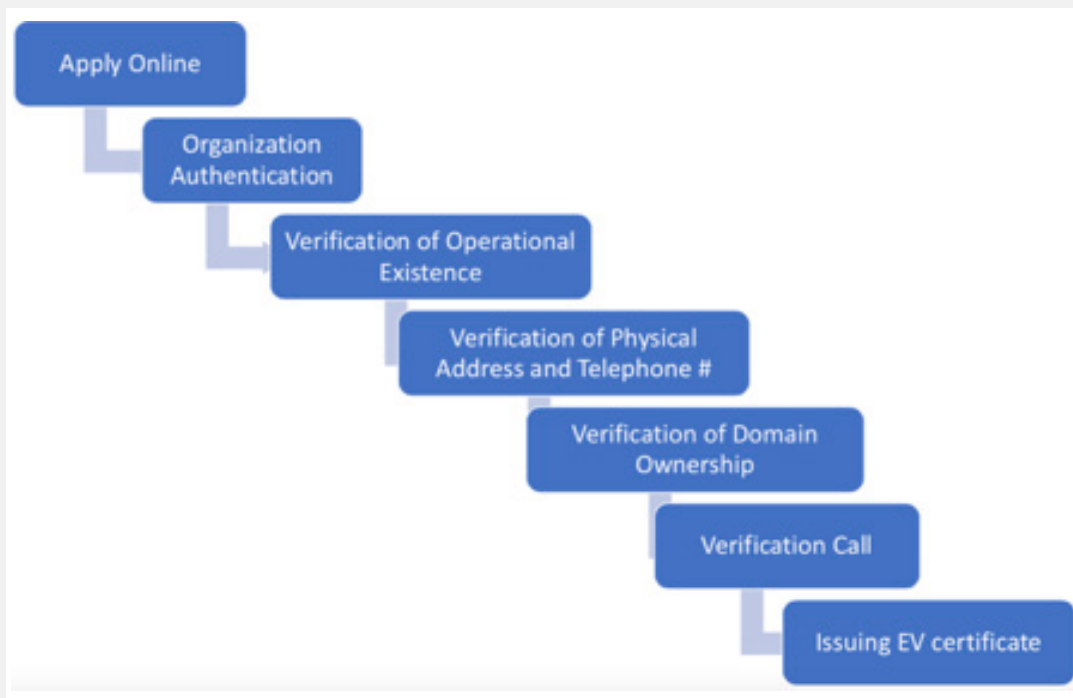 Apply Online
Organization
Authentication
Verification of Operational
Existence
Verification of Physical
Address and Telephone #
Verification of Domain
Ownership
Verification Call
Issuing EV certificate